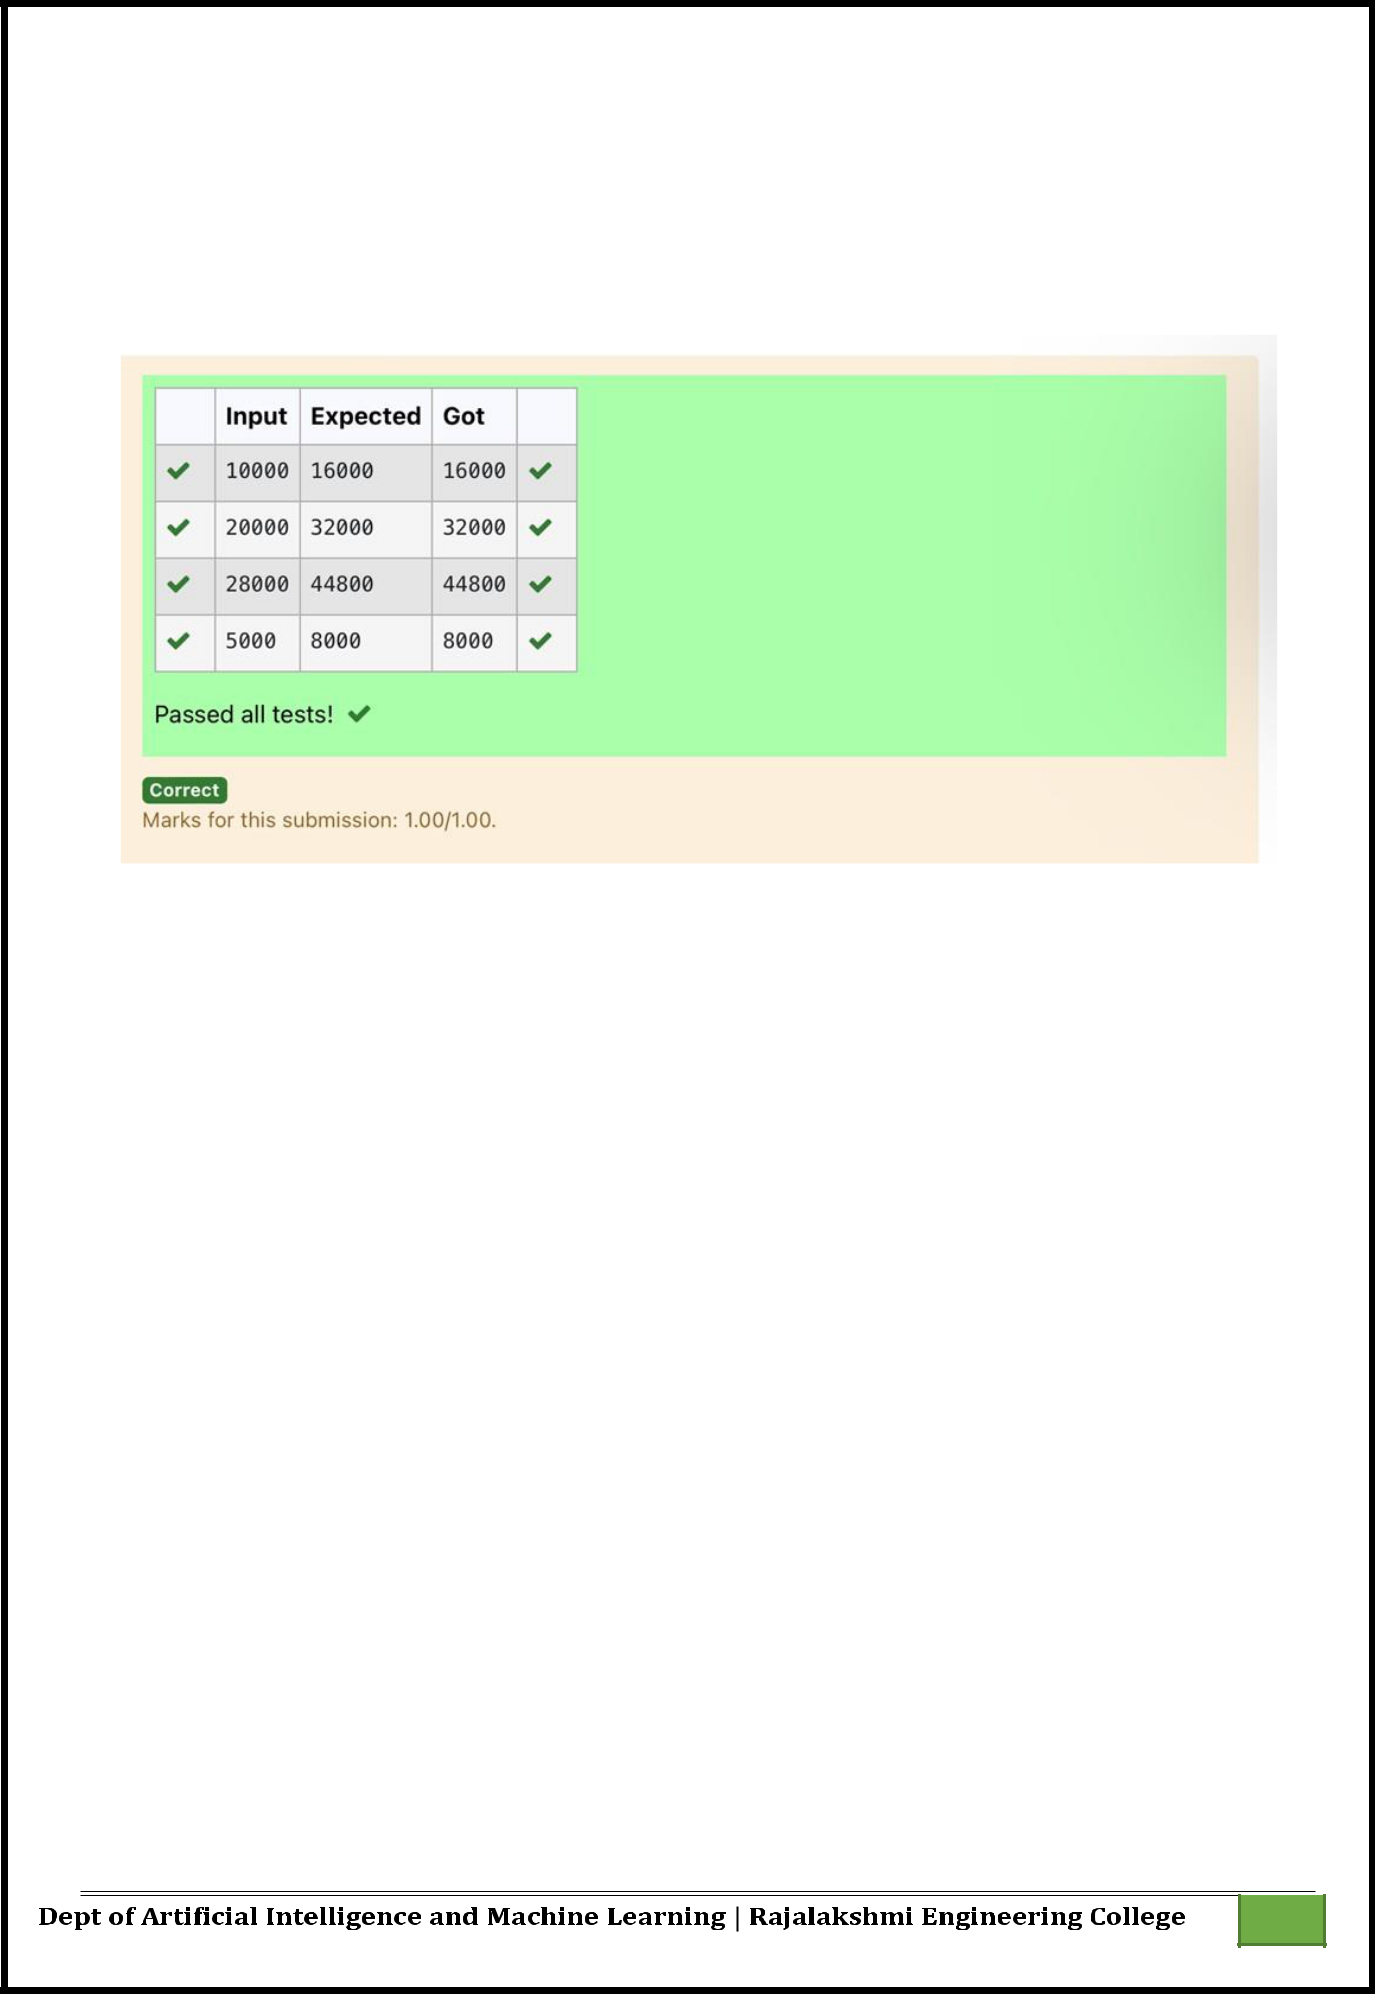 Input Expected Got
10000 16000 16000
20000 32000 32000
28000 44800 44800
5000 8000 8000
Passed all tests!
Correct
Marks for this submission: 1.00/1.00.
Dept of Artificial Intelligence and Machine Learning | Rajalakshmi Engineering College